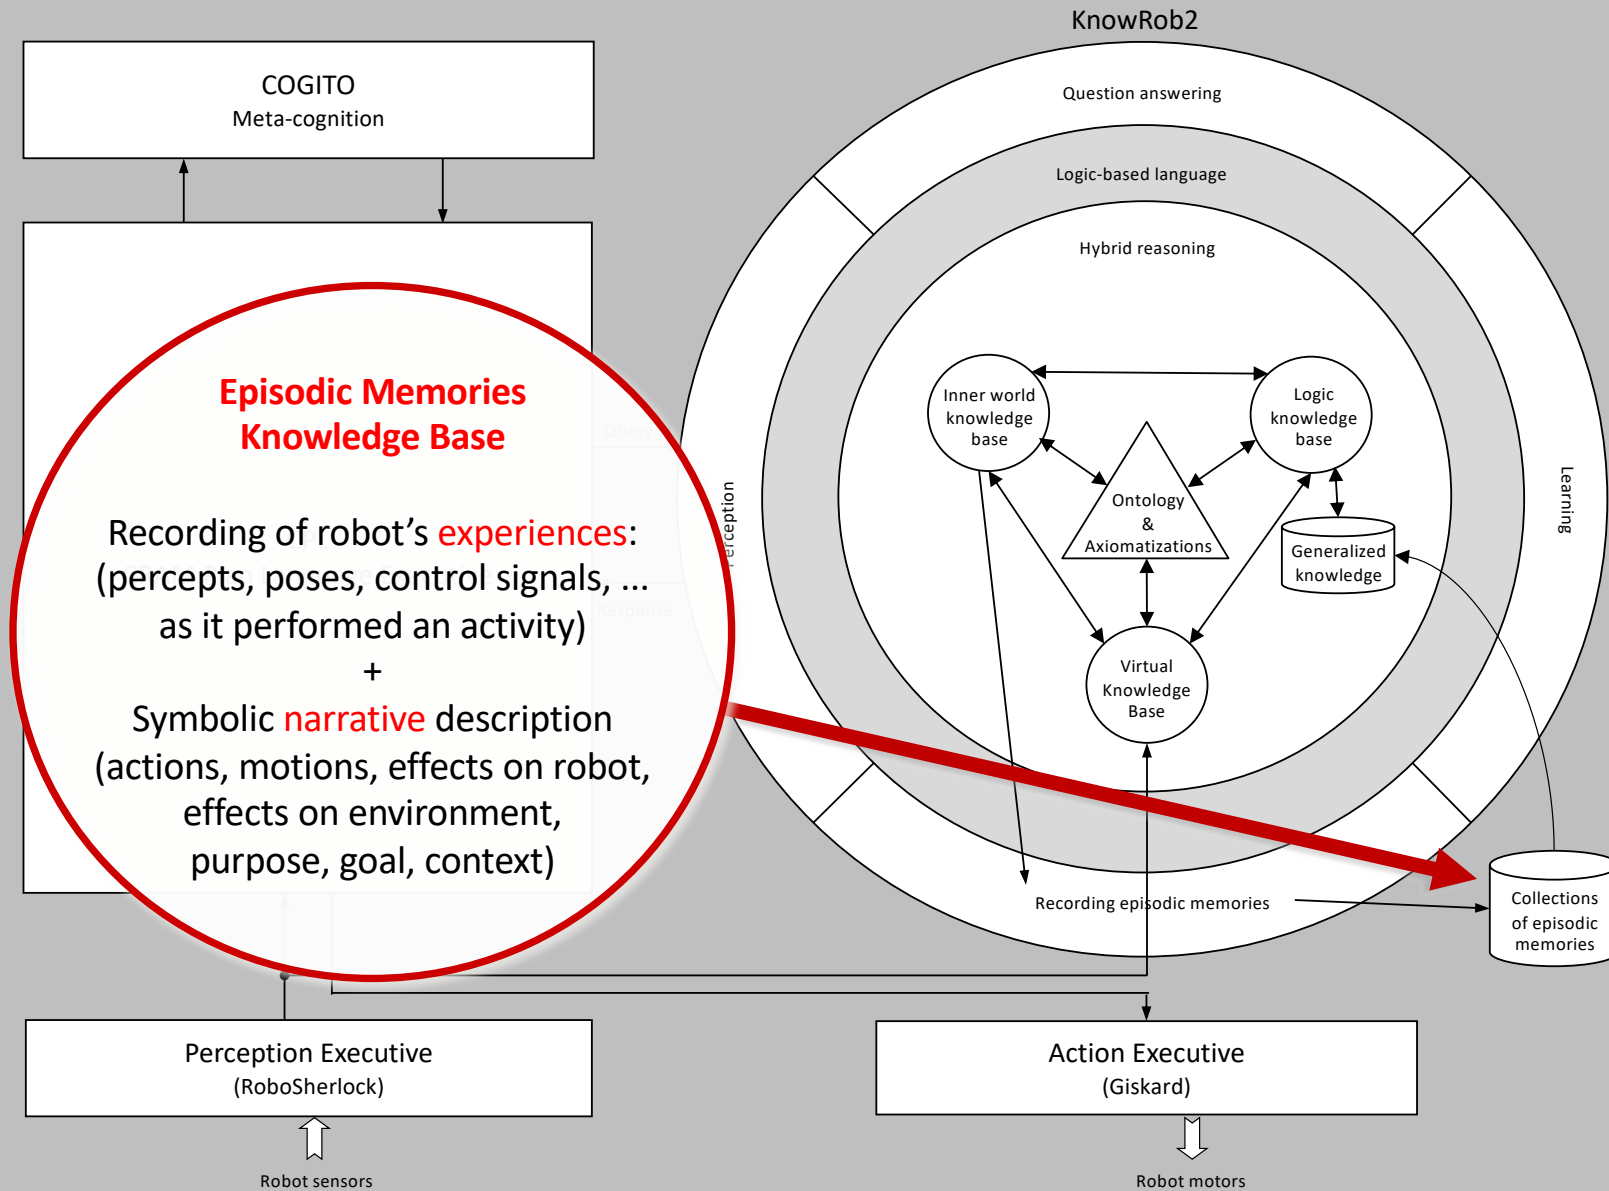 KnowRob2
COGITO
Meta-cognition
Question answering
Logic-based language
Hybrid reasoning
Episodic Memories
Knowledge Base
Recording of robot’s experiences:
(percepts, poses, control signals, ...
as it performed an activity)
+
Symbolic narrative description
(actions, motions, effects on robot,
effects on environment,
purpose, goal, context)
Query
Response
Perception
Inner world
knowledge
base
Logic
knowledge
base
Ontology
&
Axiomatizations
Generalized
knowledge
Virtual
Knowledge
Base
Learning
Recording episodic memories
Collections
of episodic
memories
Perception Executive
(RoboSherlock)
Action Executive
(Giskard)
Robot sensors
Robot motors